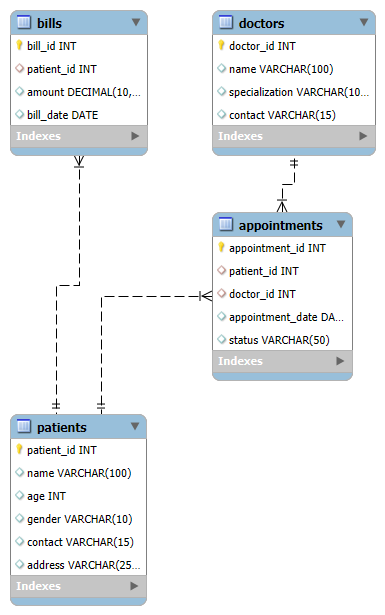 bills
bill_id INT
patient_id INT
amount DECIMAL(10,...
bill_date DATE
Indexes
doctors
doctor_id INT
name VARCHAR(100)
specialization VARCHAR(10...
contact VARCHAR(15)
Indexes
appointments
appointment_id INT
patient_id INT
doctor_id INT
appointment_date DA...
status VARCHAR(50)
Indexes
patients
patient_id INT
name VARCHAR(100)
age INT
gender VARCHAR(10)
contact VARCHAR(15)
address VARCHAR(25...
Indexes